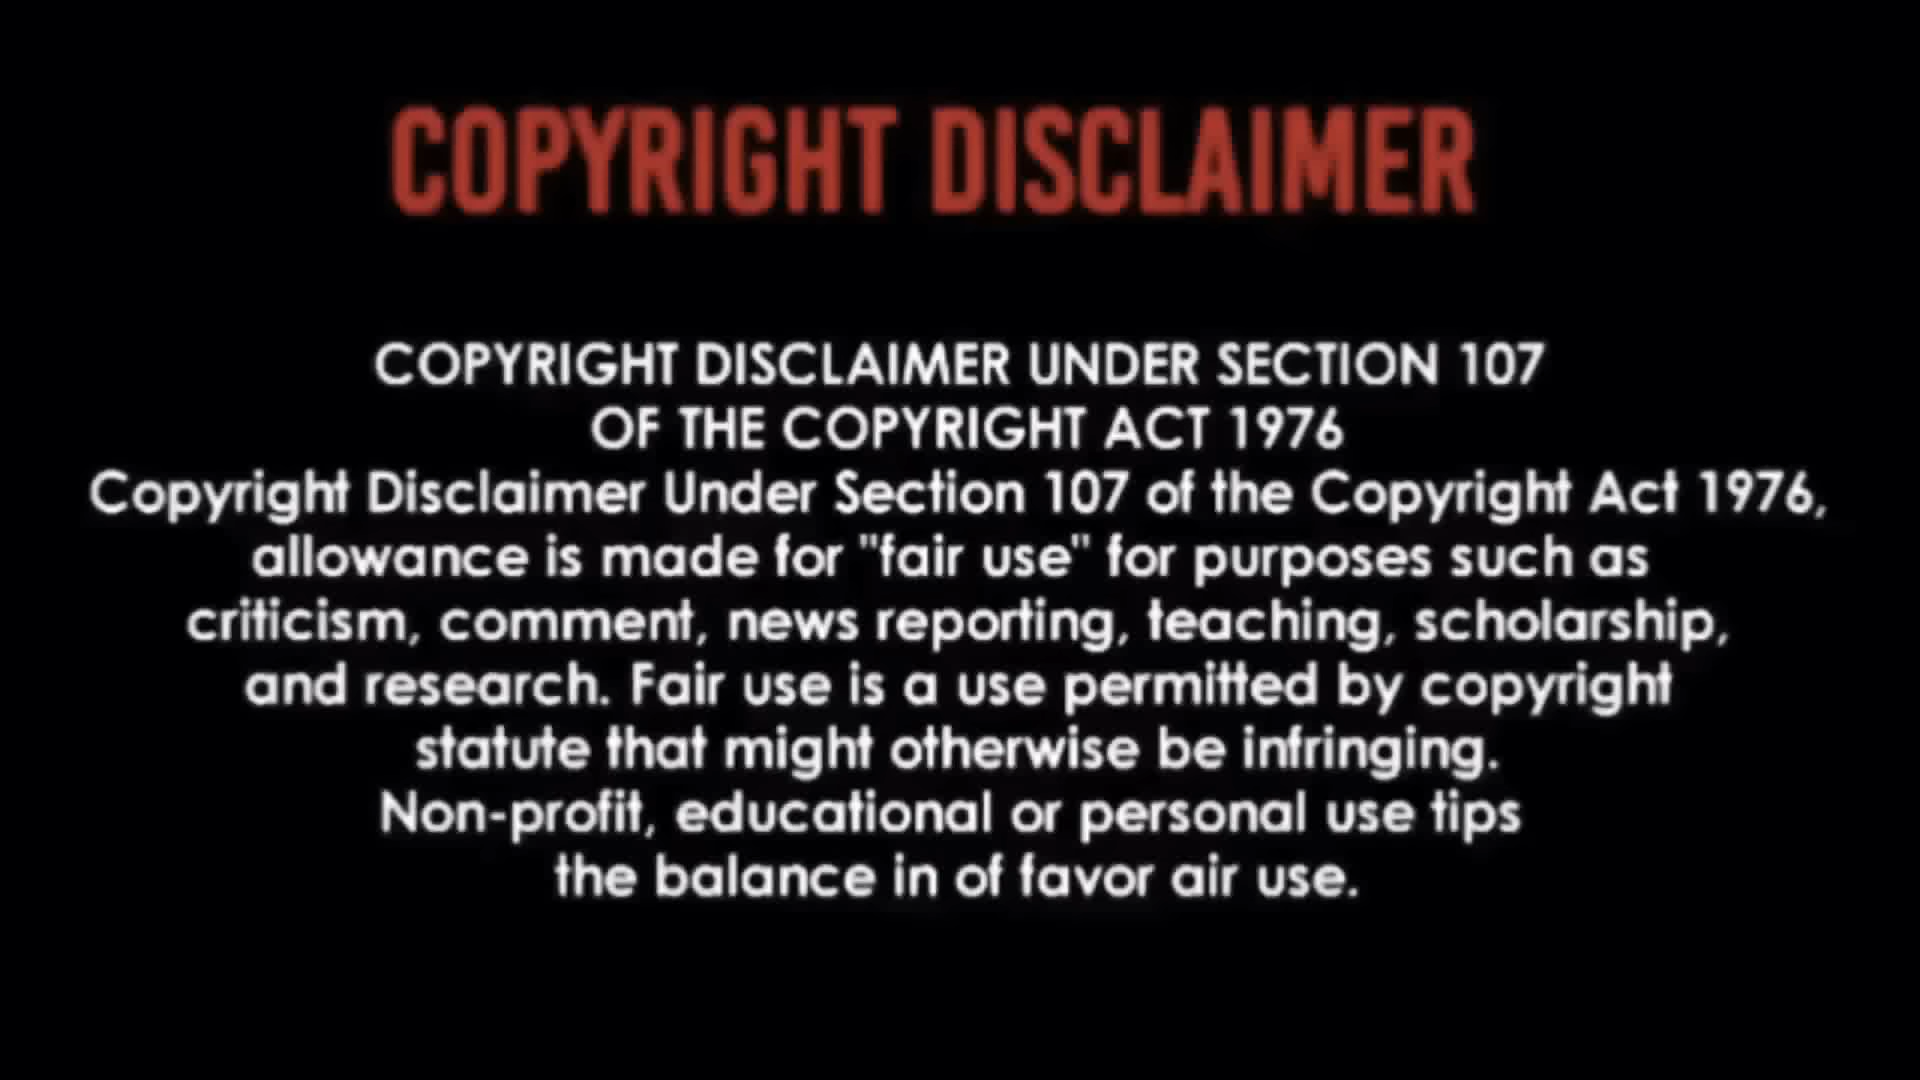 COPYRIGHT DISCLAIMER
COPYRIGHT DISCLAIMER UNDER SECTION 107
OF THE COPYRIGHT ACT 1976
Copyright Disclaimer Under Section 107 of the Copyright Act 1976,
allowance is made for "fair use" for purposes such as
criticism, comment, news reporting, teaching, scholarship,
and research. Fair use is a use permitted by copyright
statute that might otherwise be infringing.
Non-profit, educational or personal use tips
the balance in of favor air use.